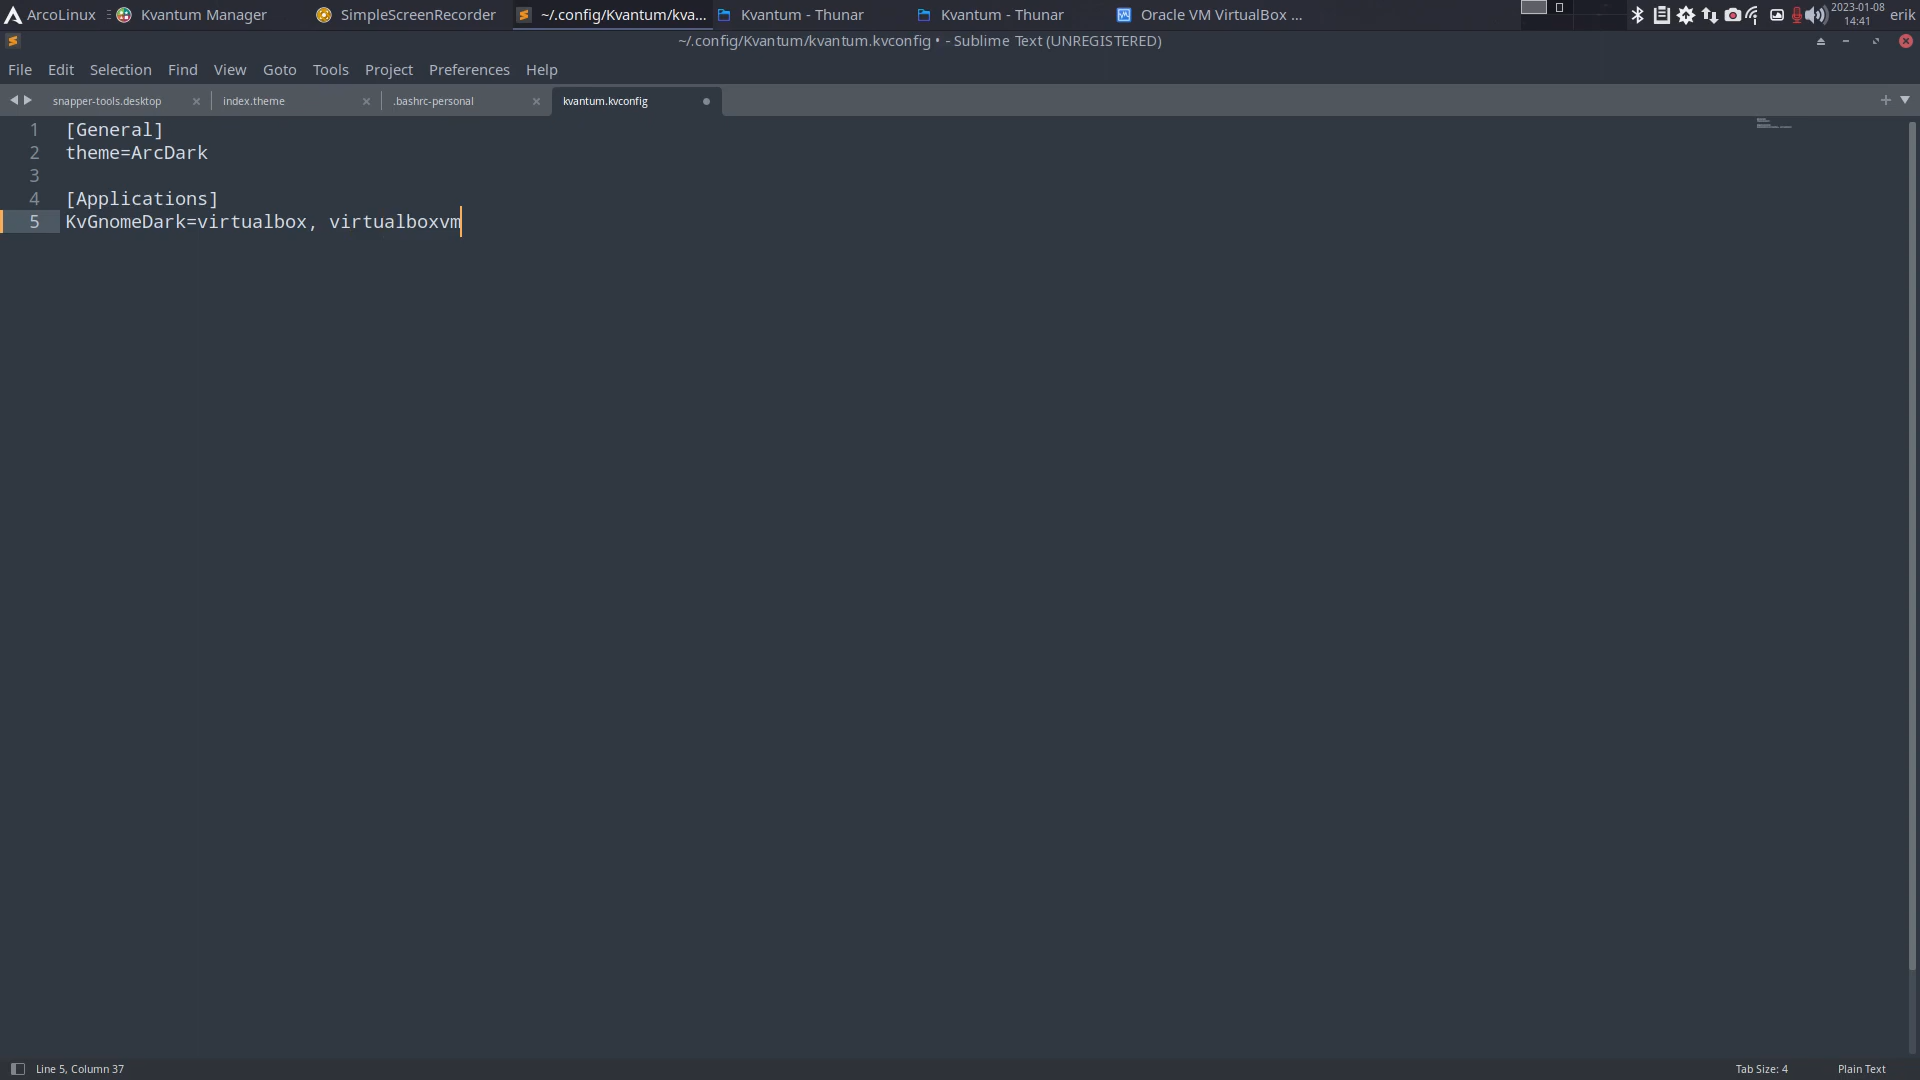 ArcoLinux Kvantum Manager SimpleScreenRecorder ~/.config/Kvantum/kva... Kvantum - Thunar Kvantum - Thunar Oracle VM VirtualBox ... 2023-01-08 14:41 erik
~/.config/Kvantum/kvantum.kvconfig • - Sublime Text (UNREGISTERED)
File Edit Selection Find View Goto Tools Project Preferences Help
snapper-tools.desktop index.theme .bashrc-personal kvantum.kvconfig
1 [General]
2 theme=ArcDark
3
4 [Applications]
5 KvGnomeDark=virtualbox, virtualboxvm
Line 5, Column 37 Tab Size: 4 Plain Text